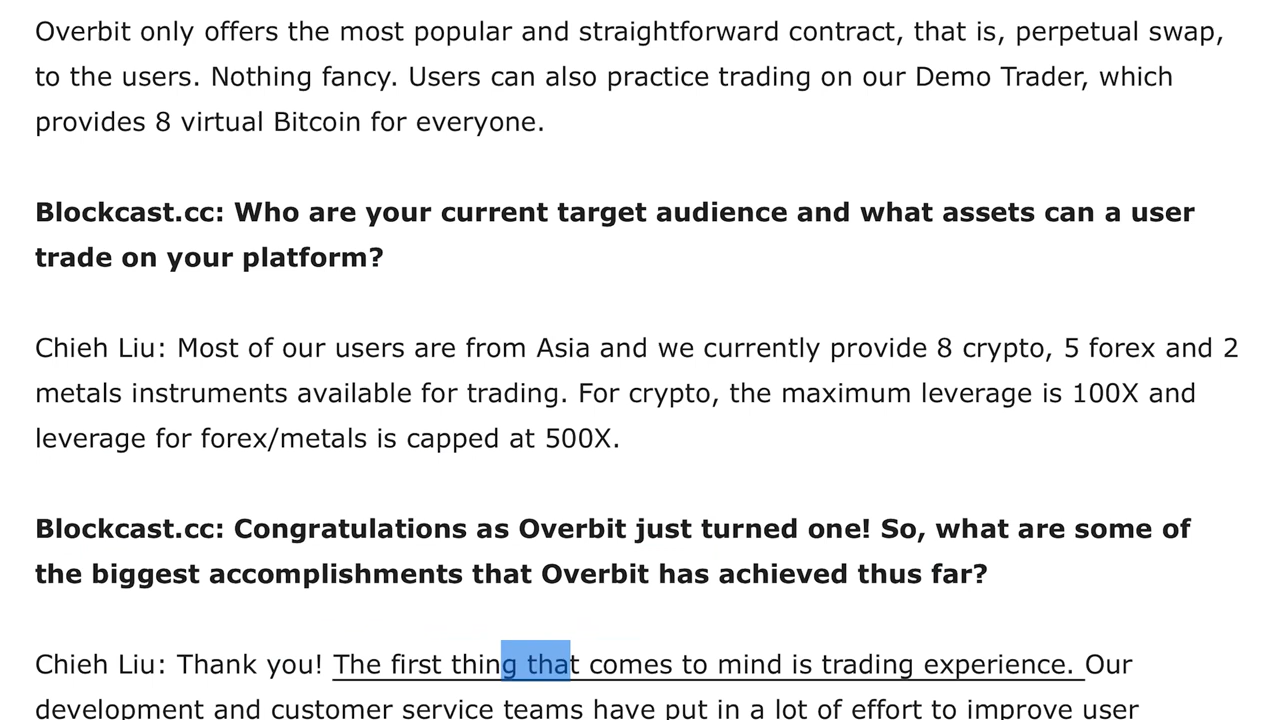 Overbit only offers the most popular and straightforward contract, that is, perpetual swap,
to the users. Nothing fancy. Users can also practice trading on our Demo Trader, which
provides 8 virtual Bitcoin for everyone.
Blockcast.cc: Who are your current target audience and what assets can a user
trade on your platform?
Chieh Liu: Most of our users are from Asia and we currently provide 8 crypto, 5 forex and 2
metals instruments available for trading. For crypto, the maximum leverage is 100X and
leverage for forex/metals is capped at 500X.
Blockcast.cc: Congratulations as Overbit just turned one! So, what are some of
the biggest accomplishments that Overbit has achieved thus far?
Chieh Liu: Thank you! The first thing that comes to mind is trading experience. Our
development and customer service teams have put in a lot of effort to improve user